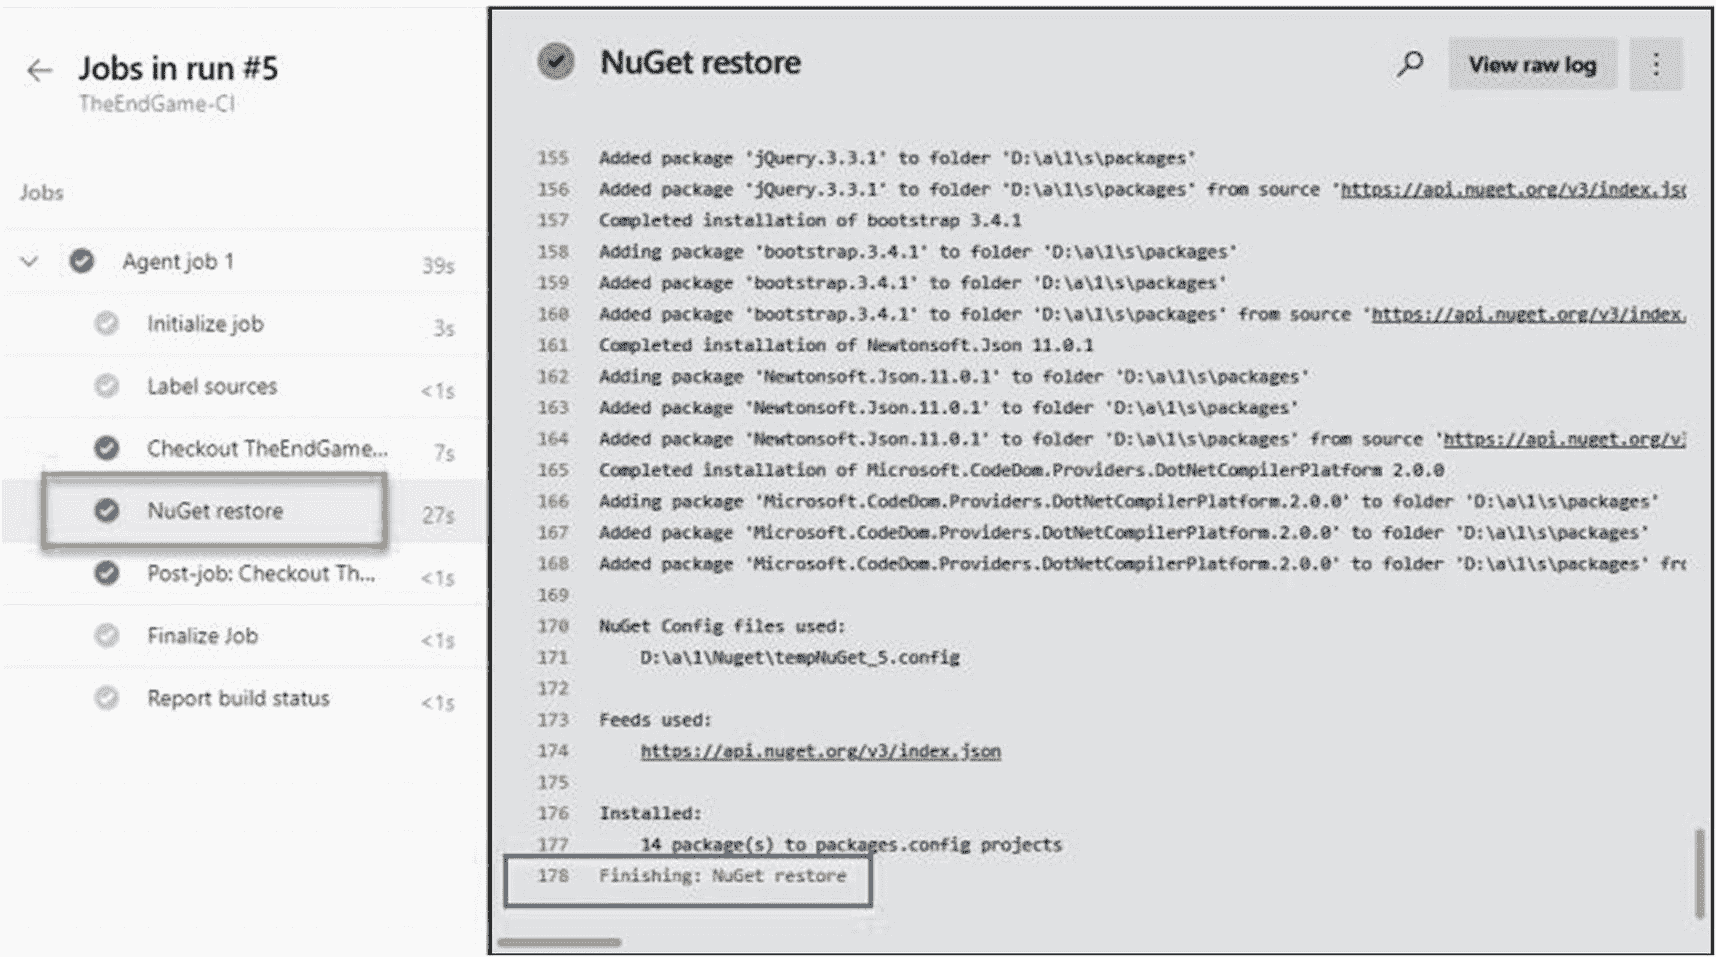 Jobs in run #5
TheEndGame-CI
Jobs
Agent job 1 39s
Initialize job 3s
Label sources <1s
Checkout TheEndGame... 7s
NuGet restore 27s
Post-job: Checkout Th... <1s
Finalize Job <1s
Report build status <1s
NuGet restore
View raw log
155 Added package 'jQuery.3.3.1' to folder 'D:\a\1\s\packages'
156 Added package 'jQuery.3.3.1' to folder 'D:\a\1\s\packages' from source 'https://api.nuget.org/v3/index.jsc
157 Completed installation of bootstrap 3.4.1
158 Adding package 'bootstrap.3.4.1' to folder 'D:\a\1\s\packages'
159 Added package 'bootstrap.3.4.1' to folder 'D:\a\1\s\packages'
160 Added package 'bootstrap.3.4.1' to folder 'D:\a\1\s\packages' from source 'https://api.nuget.org/v3/index.
161 Completed installation of Newtonsoft.Json 11.0.1
162 Adding package 'Newtonsoft.Json.11.0.1' to folder 'D:\a\1\s\packages'
163 Added package 'Newtonsoft.Json.11.0.1' to folder 'D:\a\1\s\packages'
164 Added package 'Newtonsoft.Json.11.0.1' to folder 'D:\a\1\s\packages' from source 'https://api.nuget.org/v
165 Completed installation of Microsoft.CodeDom.Providers.DotNetCompilerPlatform 2.0.0
166 Adding package 'Microsoft.CodeDom.Providers.DotNetCompilerPlatform.2.0.0' to folder 'D:\a\1\s\packages'
167 Added package 'Microsoft.CodeDom.Providers.DotNetCompilerPlatform.2.0.0' to folder 'D:\a\1\s\packages'
168 Added package 'Microsoft.CodeDom.Providers.DotNetCompilerPlatform.2.0.0' to folder 'D:\a\1\s\packages' frc
169
170 NuGet Config files used:
171 D:\a\1\Nuget\tempNuGet_5.config
172
173 Feeds used:
174 https://api.nuget.org/v3/index.json
175
176 Installed:
177 14 package(s) to packages.config projects
178 Finishing: NuGet restore